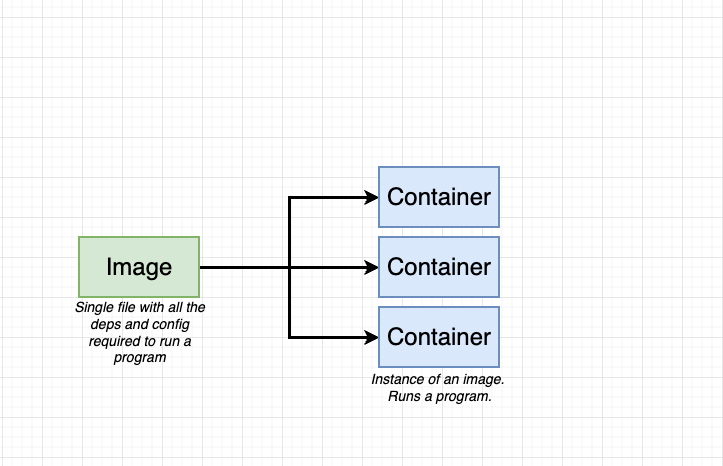 Container
Image
Container
Single file with all the
deps and config
required to run a
program
Container
Instance of an image.
Runs a program.